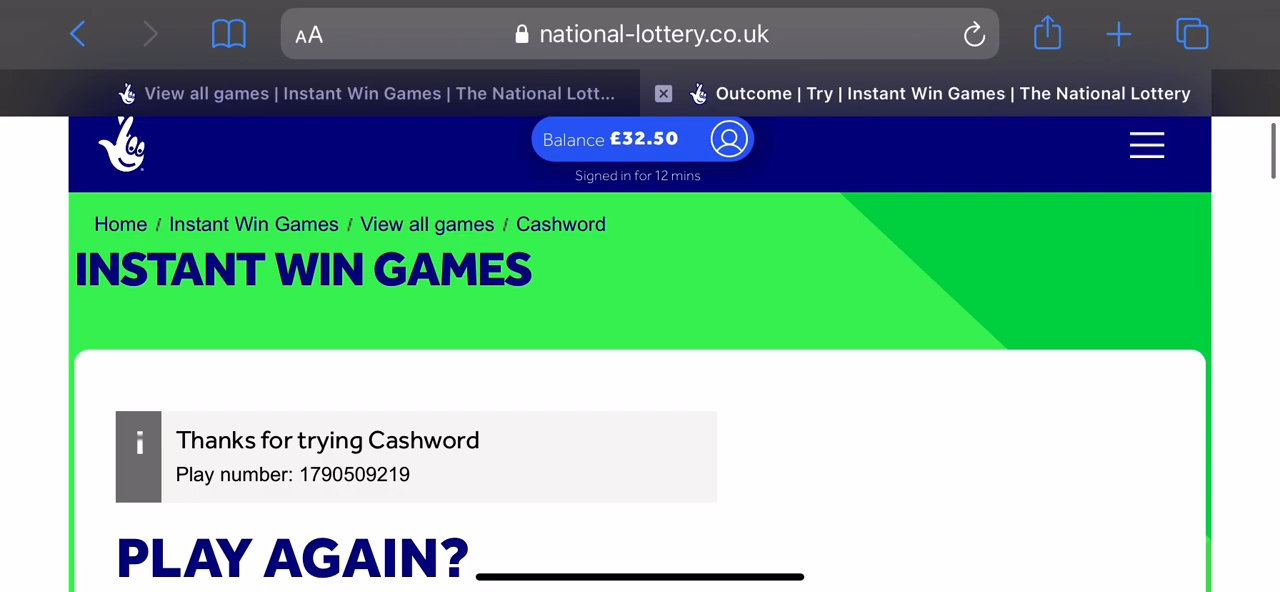 AA national-lottery.co.uk
View all games | Instant Win Games | The National Lott...
Outcome | Try | Instant Win Games | The National Lottery
Balance £32.50
Signed in for 12 mins
Home / Instant Win Games / View all games / Cashword
INSTANT WIN GAMES
i
Thanks for trying Cashword
Play number: 1790509219
PLAY AGAIN?